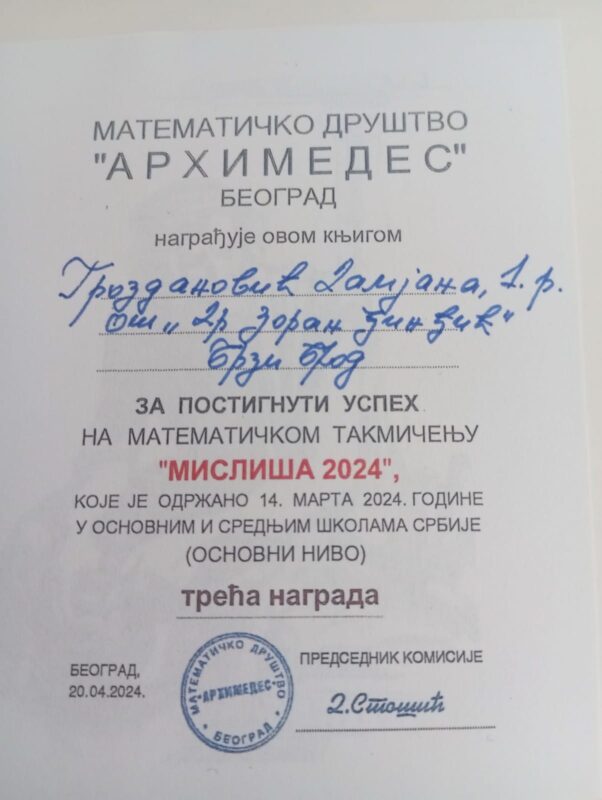 МАТЕМАТИЧКО ДРУШТВО
"АРХИМЕДЕС"
БЕОГРАД
награђује овом књигом
Гроздановић Дамјана, 1. р.
ОШ „ Др Зоран Ђинђић"
Брзи Брод
ЗА ПОСТИГНУТИ УСПЕХ
НА МАТЕМАТИЧКОМ ТАКМИЧЕЊУ
"МИСЛИША 2024",
КОЈЕ ЈЕ ОДРЖАНО 14. МАРТА 2024. ГОДИНЕ
У ОСНОВНИМ И СРЕДЊИМ ШКОЛАМА СРБИЈЕ
(ОСНОВНИ НИВО)
трећа награда
БЕОГРАД,
20.04.2024.
МАТЕМАТИЧКО ДРУШТВО
"АРХИМЕДЕС"
БЕОГРАД
ПРЕДСЕДНИК КОМИСИЈЕ
Д. Стошић